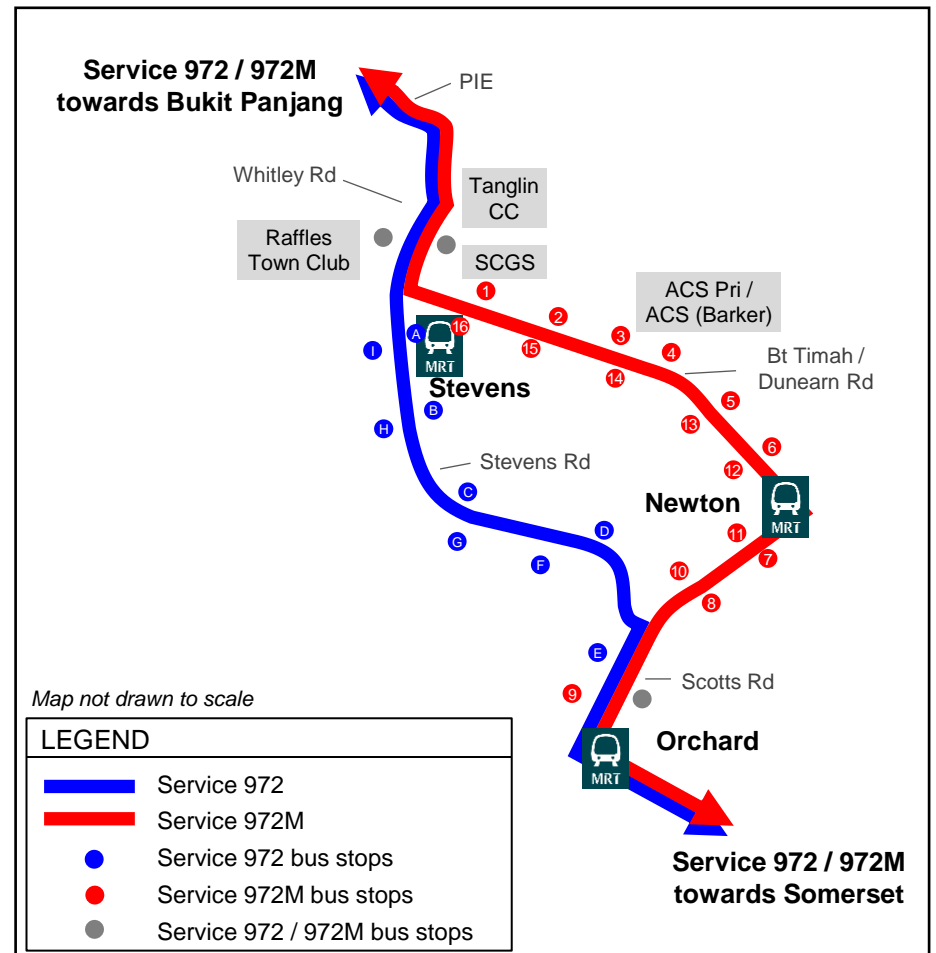 Service 972 / 972M
towards Bukit Panjang
PIE
Whitley Rd
Tanglin
CC
Raffles
Town Club
SCGS
1
ACS Pri /
ACS (Barker)
2
3
16
A
15
4
I
MRT
14
Bt Timah /
Dunearn Rd
Stevens
B
5
13
H
6
Stevens Rd
12
C
Newton
MRT
D
11
G
7
F
10
8
E
Scotts Rd
9
Map not drawn to scale
Orchard
MRT
LEGEND
Service 972
Service 972M
Service 972 bus stops
Service 972M bus stops
Service 972 / 972M bus stops
Service 972 / 972M
towards Somerset